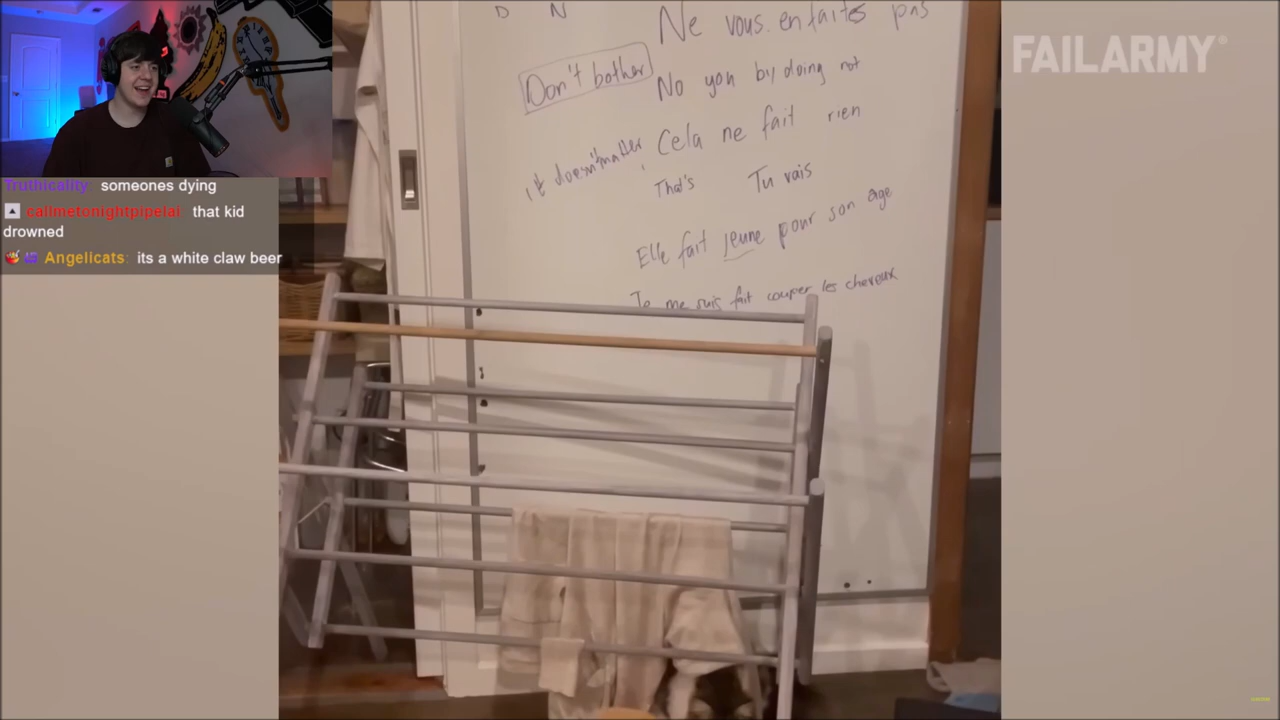 D N
Ne vous en faites pas
FAILARMY
Don't bother
No you by doing not
it doesn't matter
Cela ne fait rien
That's
Tu vais
Truthicality someones dying
callmetonightpipelal that kid
drowned
Angelicats: its a white claw beer
Elle fait jeune pour son age
Je me suis fait couper les cheveux